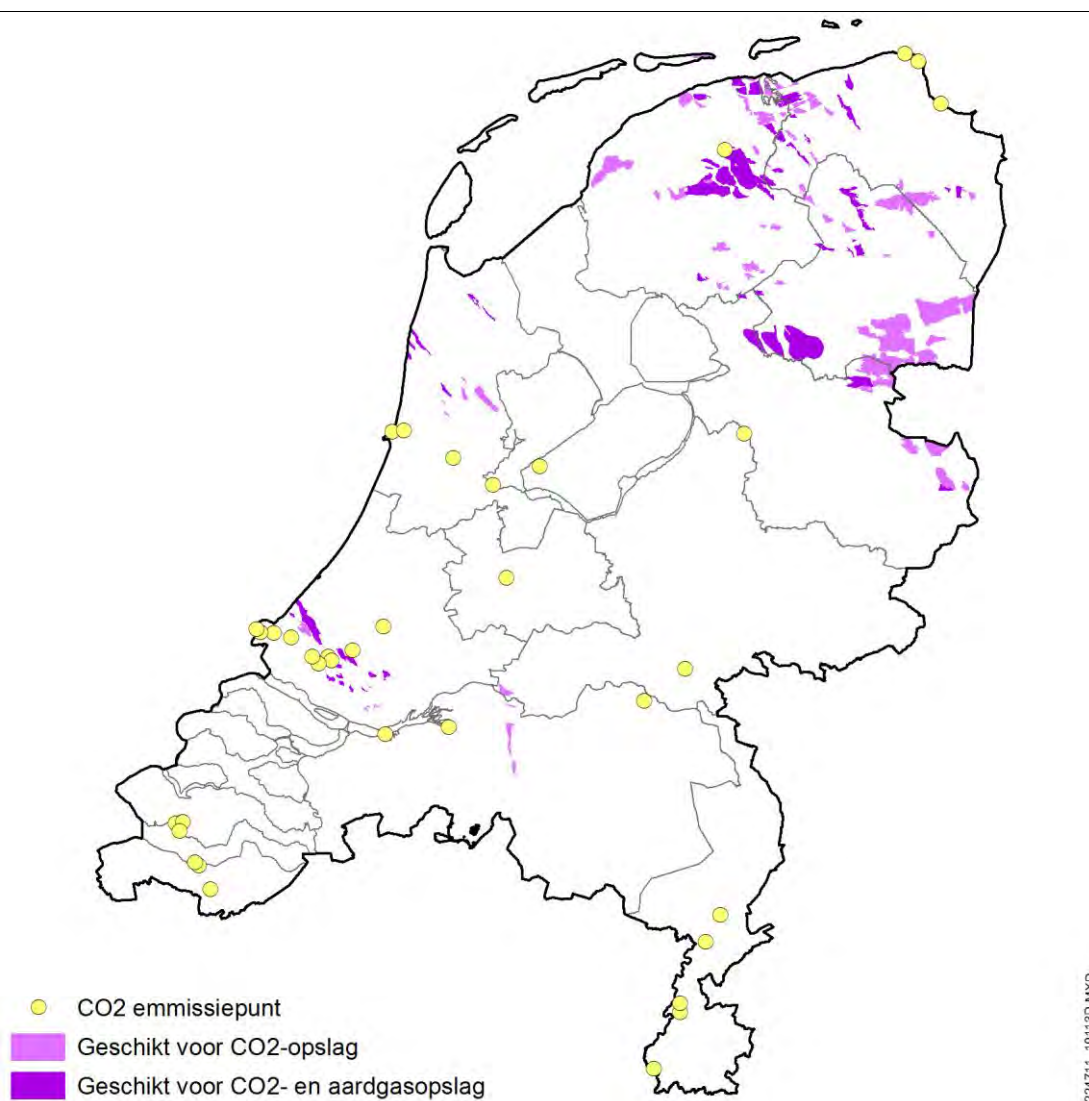 CO2 emmissiepunt
Geschikt voor CO2-opslag
Geschikt voor CO2- en aardgasopslag